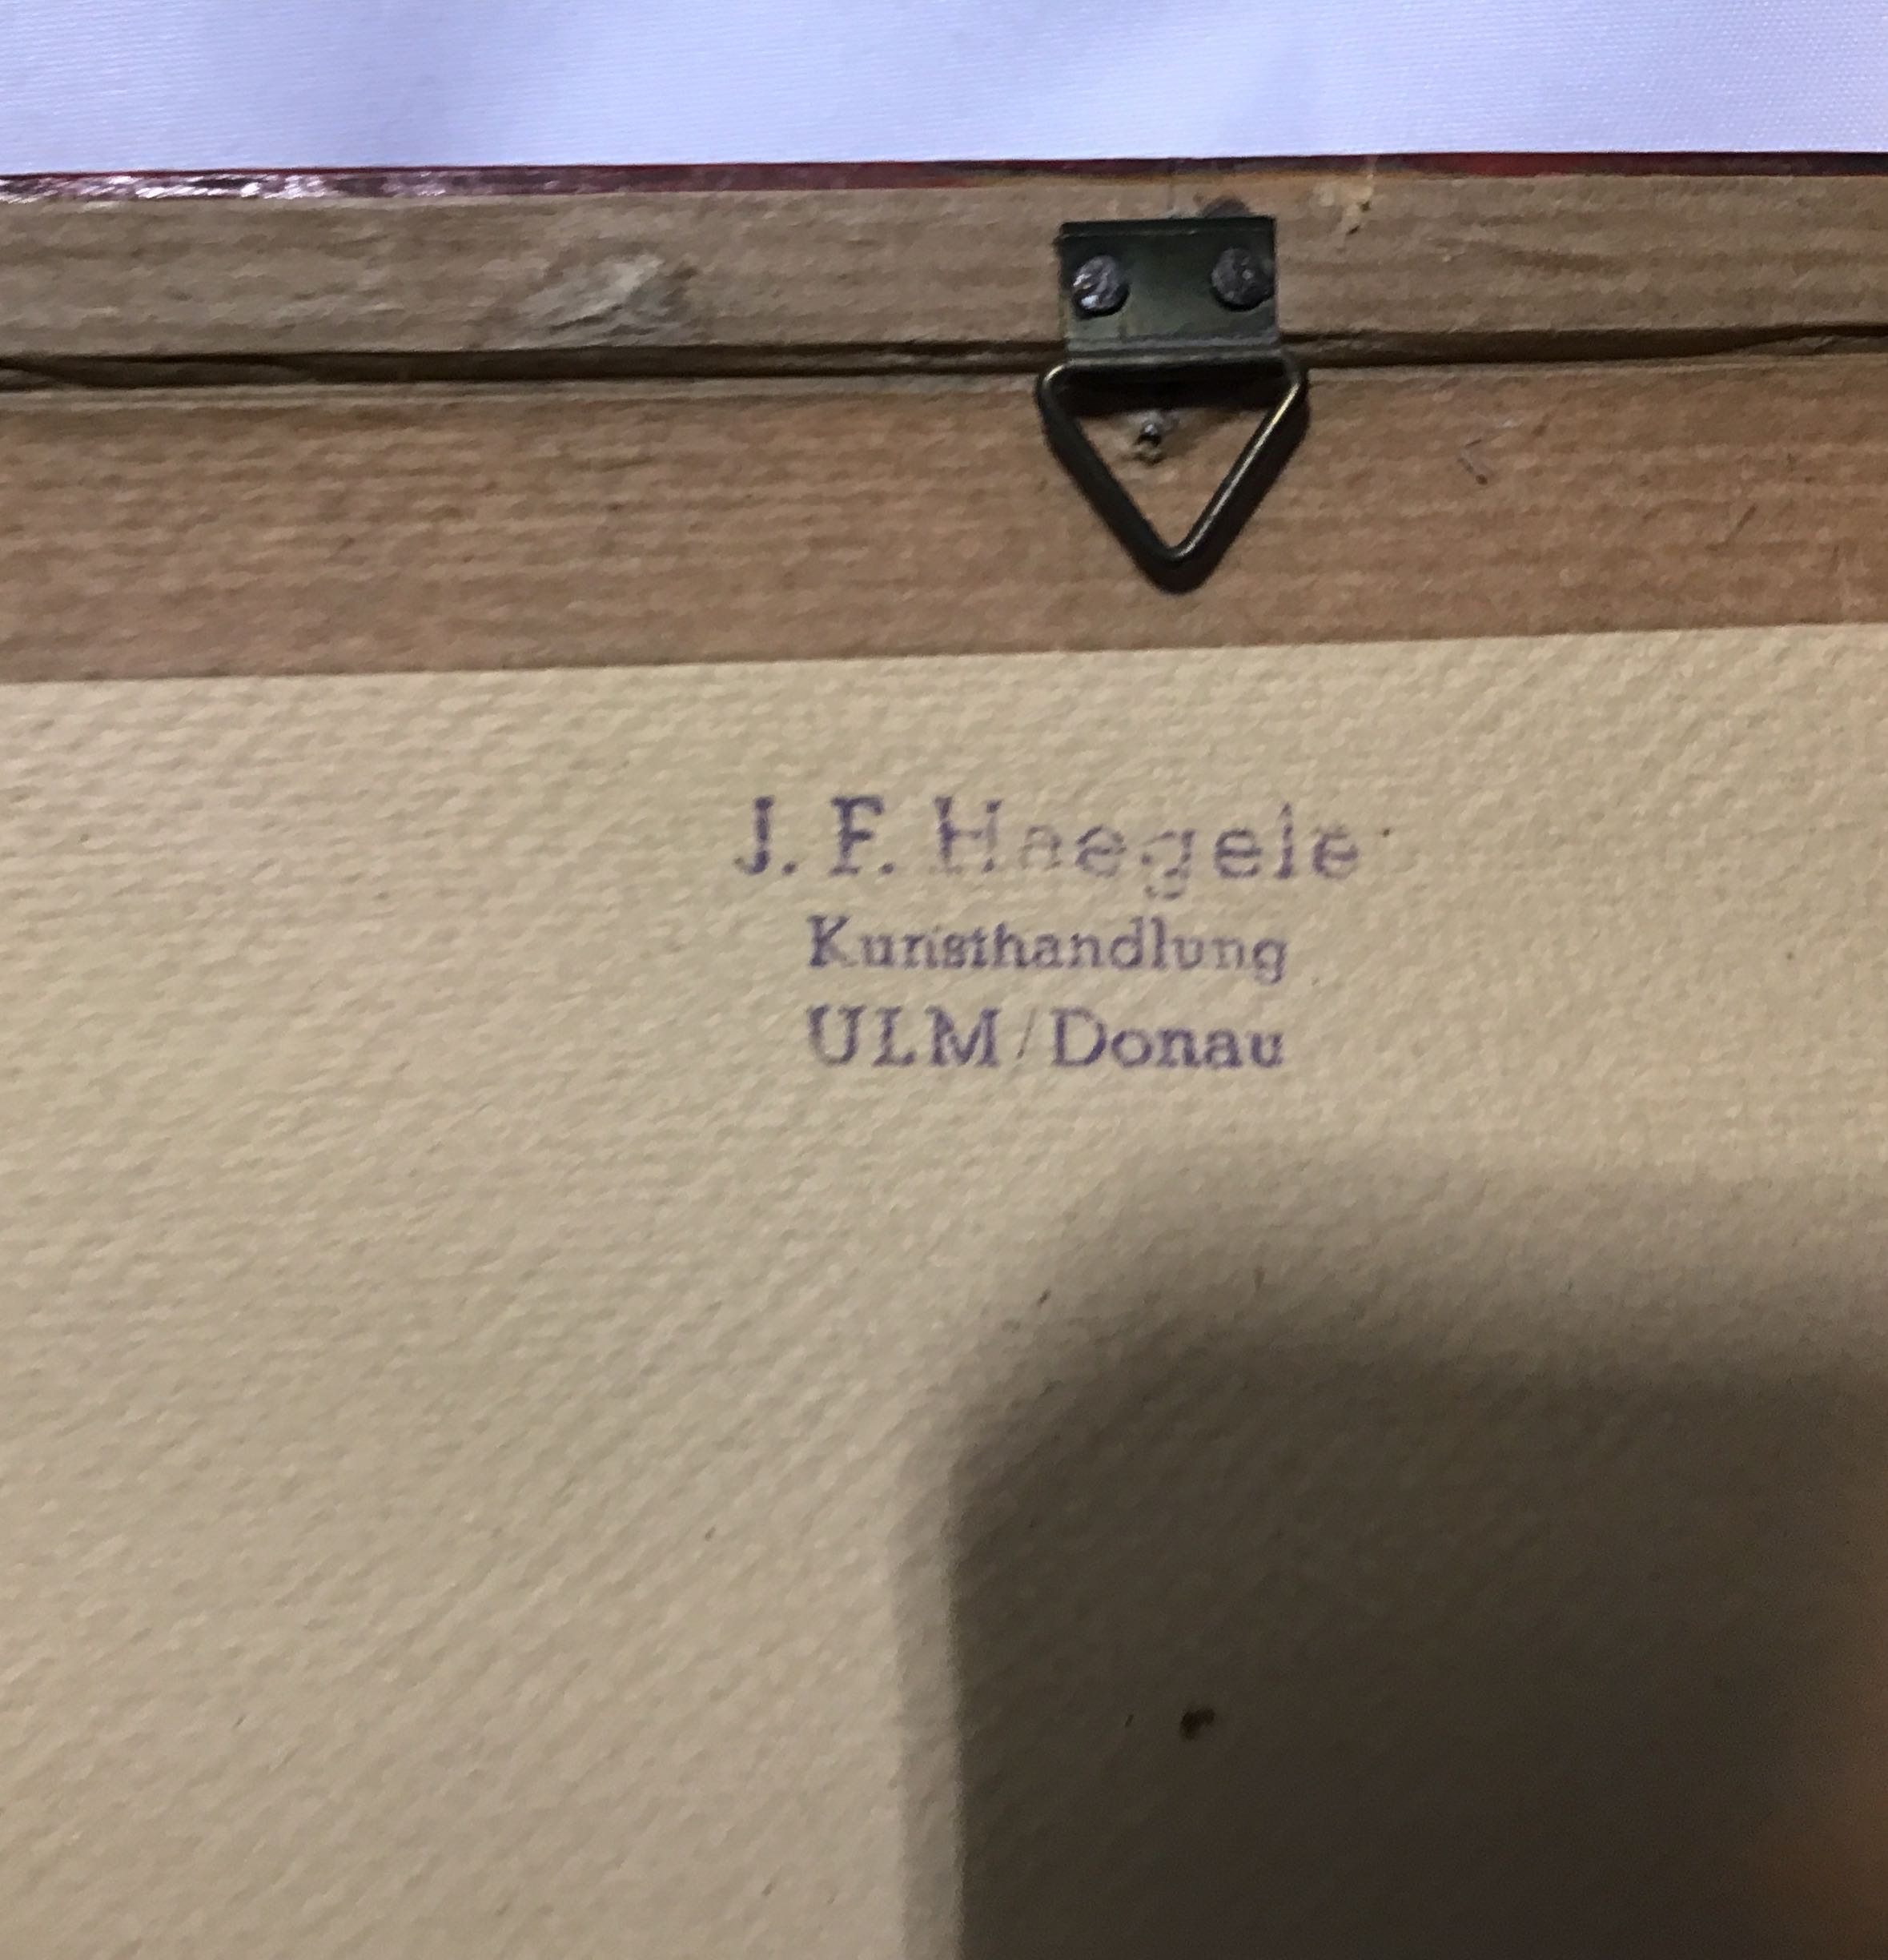 J. F. Haegele
Kunsthandlung
ULM/Donau